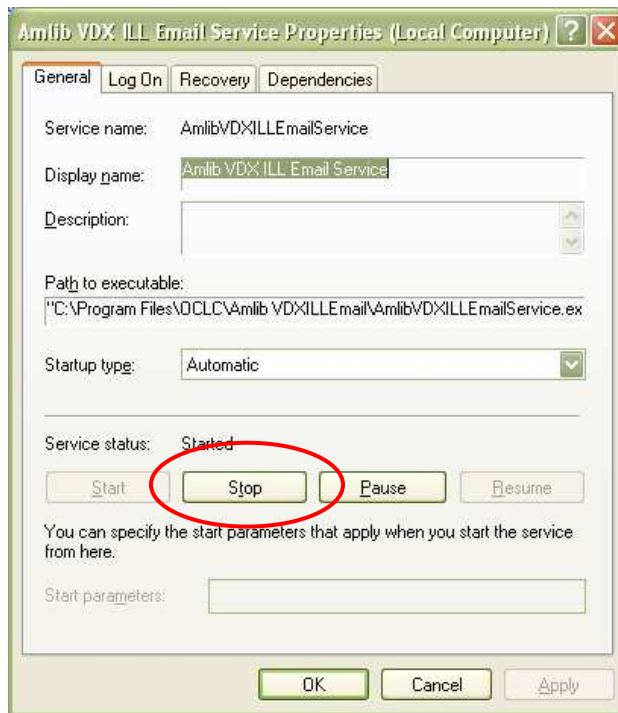 Amlib VDX ILL Email Service Properties (Local Computer)
General Log On Recovery Dependencies
Service name: AmlibVDXILLEmailService
Display name: Amlib VDX ILL Email Service
Description:
Path to executable:
"C:\Program Files\OCLC\Amlib VDXILLEmail\AmlibVDXILLEmailService.ex
Startup type: Automatic
Service status: Started
Start Stop Pause Resume
You can specify the start parameters that apply when you start the service
from here.
Start parameters:
OK Cancel Apply